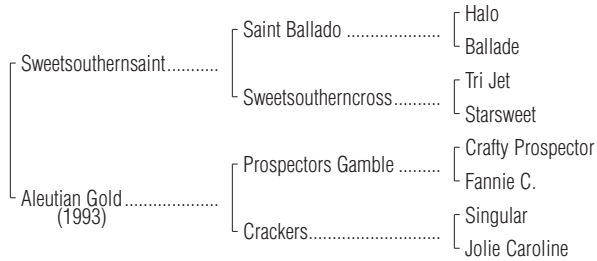 Halo
Saint Ballado ...................
Ballade
Sweetsouthernsaint..........
Tri Jet
Sweetsoutherncross..........
Starsweet
Crafty Prospector
Prospectors Gamble ........
Fannie C.
Aleutian Gold ...................
(1993)
Singular
Crackers...........................
Jolie Caroline